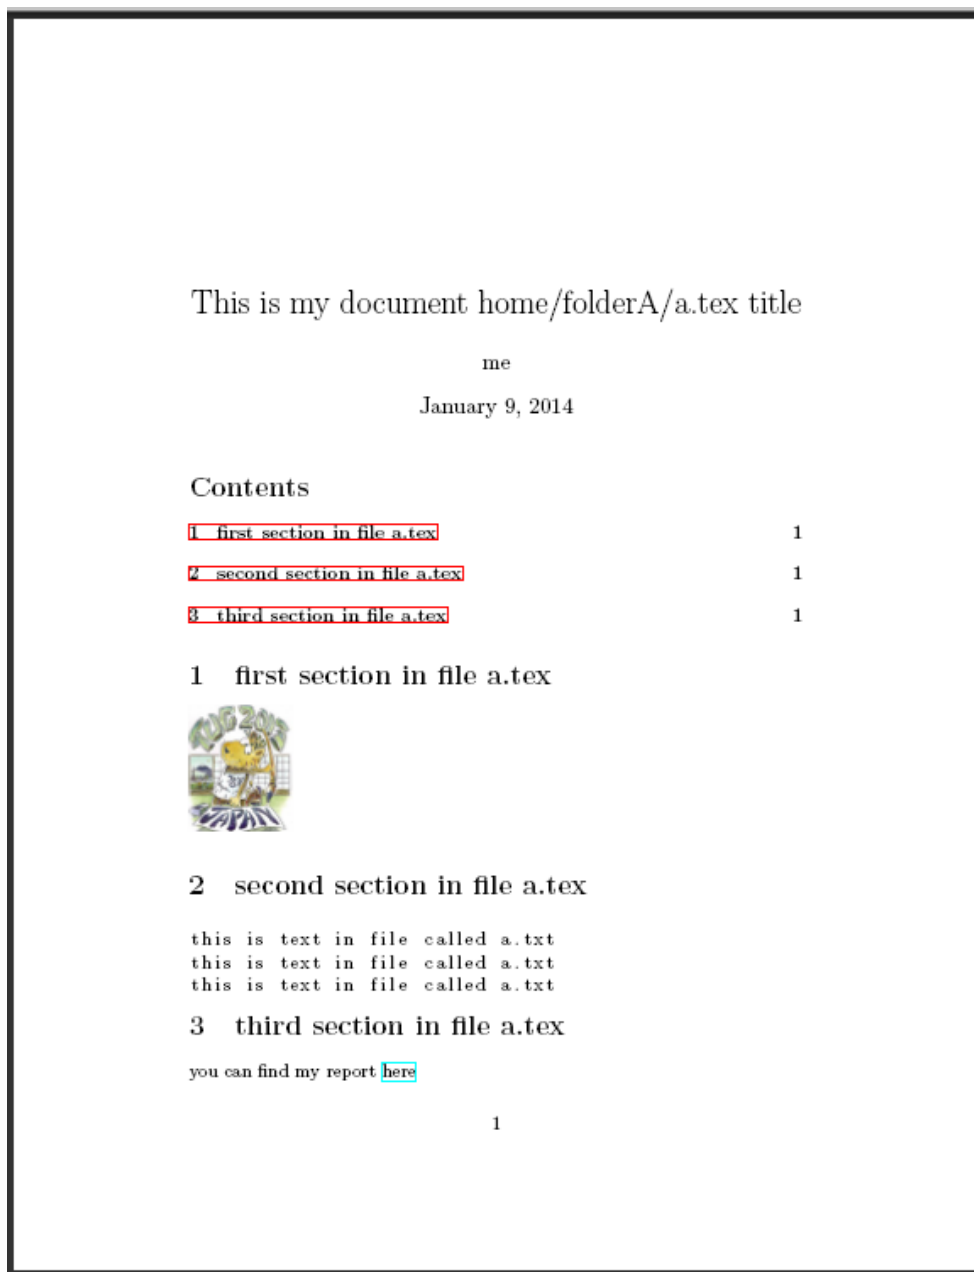 This is my document home/folderA/a.tex title
me
January 9, 2014
Contents
1 first section in file a.tex 1
2 second section in file a.tex 1
3 third section in file a.tex 1
1 first section in file a.tex
TUG 2013
JAPAN
2 second section in file a.tex
this is text in file called a.txt
this is text in file called a.txt
this is text in file called a.txt
3 third section in file a.tex
you can find my report here
1